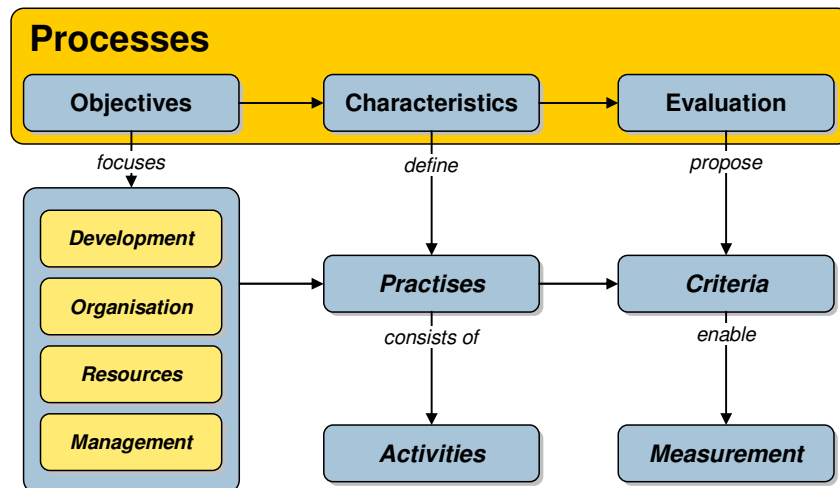 Processes
Objectives
Characteristics
Evaluation
focuses
define
propose
Development
Organisation
Resources
Management
Practises
Criteria
consists of
enable
Activities
Measurement